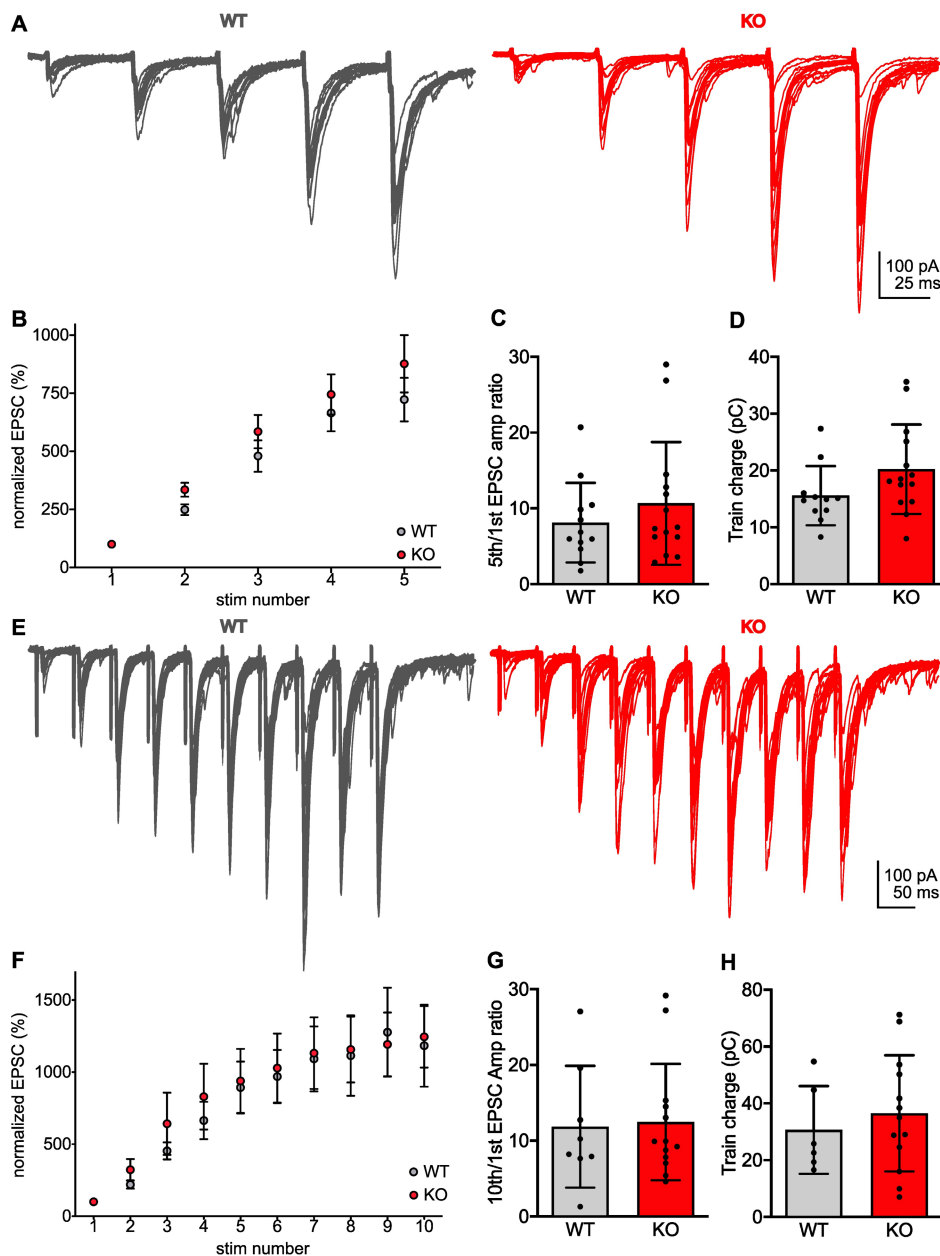 A
WT
KO
100 pA
25 ms
B
normalized EPSC (%)
1000
750
500
250
0
1 2 3 4 5
stim number
WT
KO
C
5th/1st EPSC amp ratio
30
20
10
0
WT KO
D
Train charge (pC)
40
30
20
10
0
WT KO
E
WT
KO
100 pA
50 ms
F
normalized EPSC (%)
1500
1000
500
0
1 2 3 4 5 6 7 8 9 10
stim number
WT
KO
G
10th/1st EPSC Amp ratio
30
20
10
0
WT KO
H
Train charge (pC)
80
60
40
20
0
WT KO